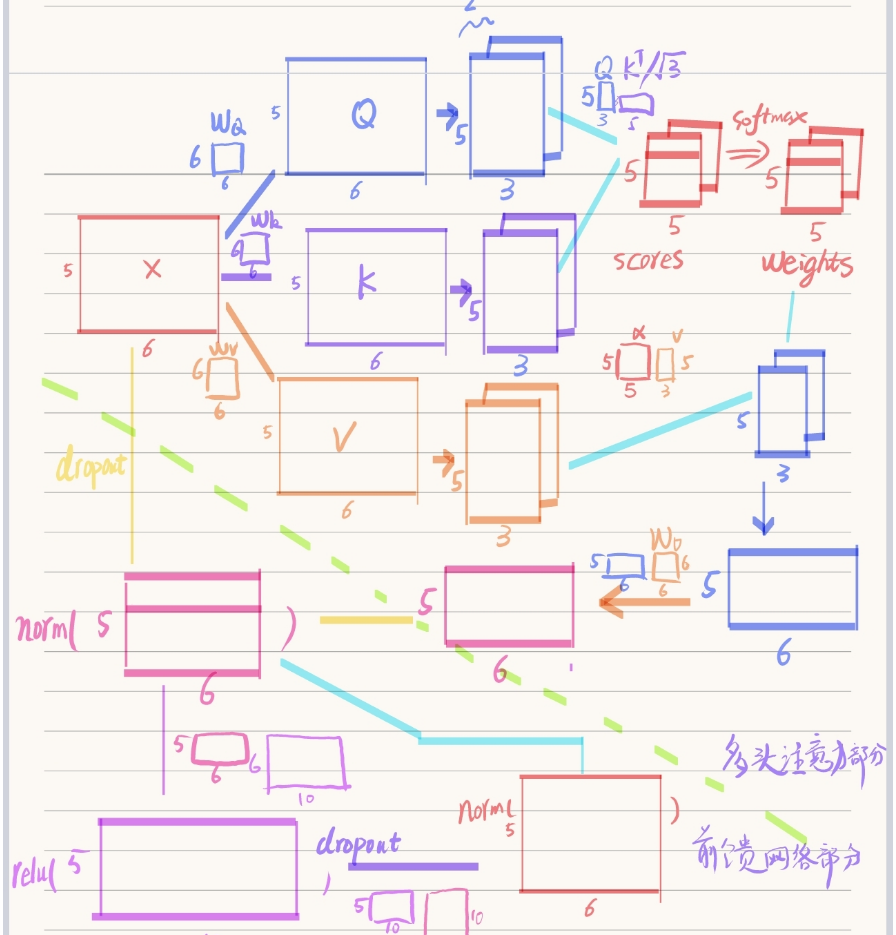 2
Q K^T/√3
5 3 5
softmax
W_Q
6 6
5 Q 6
5 3
5 5
5 5
scores
weights
X
5 6
W_k
6 6
5 K 6
5 3
α V
5 5 5 3
W_V
6 6
5 V 6
5 3
5 3
dropout
W_O
5 6 6 6
5 6
5 6
norm( 5 )
6
5 6 6 10
多头注意力部分
norm( 5 )
6
前馈网络部分
relu( 5 )
dropout
5 10 10